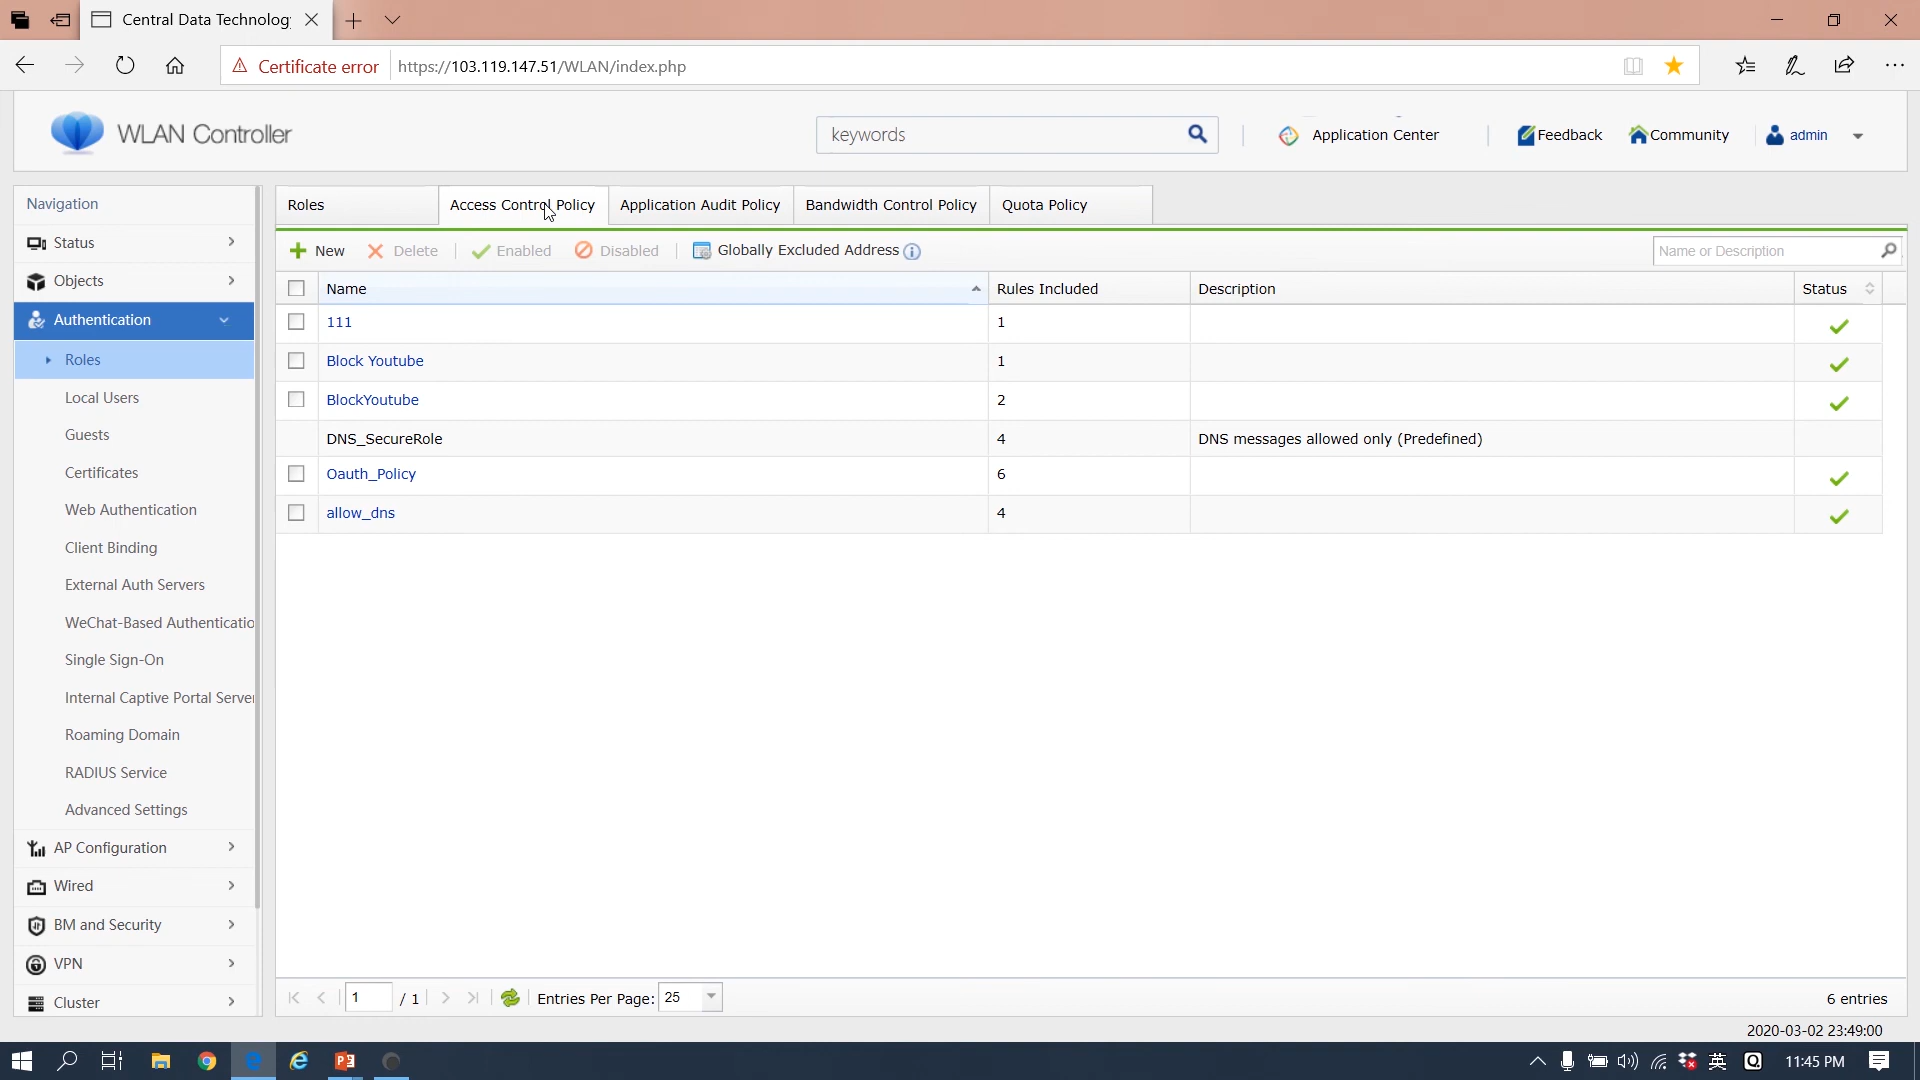 Central Data Technology
Certificate error https://103.119.147.51/WLAN/index.php
WLAN Controller
keywords
Application Center
Feedback
Community
admin
Navigation
Status
Objects
Authentication
Roles
Local Users
Guests
Certificates
Web Authentication
Client Binding
External Auth Servers
WeChat-Based Authenticatio
Single Sign-On
Internal Captive Portal Server
Roaming Domain
RADIUS Service
Advanced Settings
AP Configuration
Wired
BM and Security
VPN
Cluster
Roles Access Control Policy Application Audit Policy Bandwidth Control Policy Quota Policy
New Delete Enabled Disabled Globally Excluded Address Name or Description
Name Rules Included Description Status
111 1
Block Youtube 1
BlockYoutube 2
DNS_SecureRole 4 DNS messages allowed only (Predefined)
Oauth_Policy 6
allow_dns 4
1 / 1 Entries Per Page: 25 6 entries
2020-03-02 23:49:00
英 11:45 PM